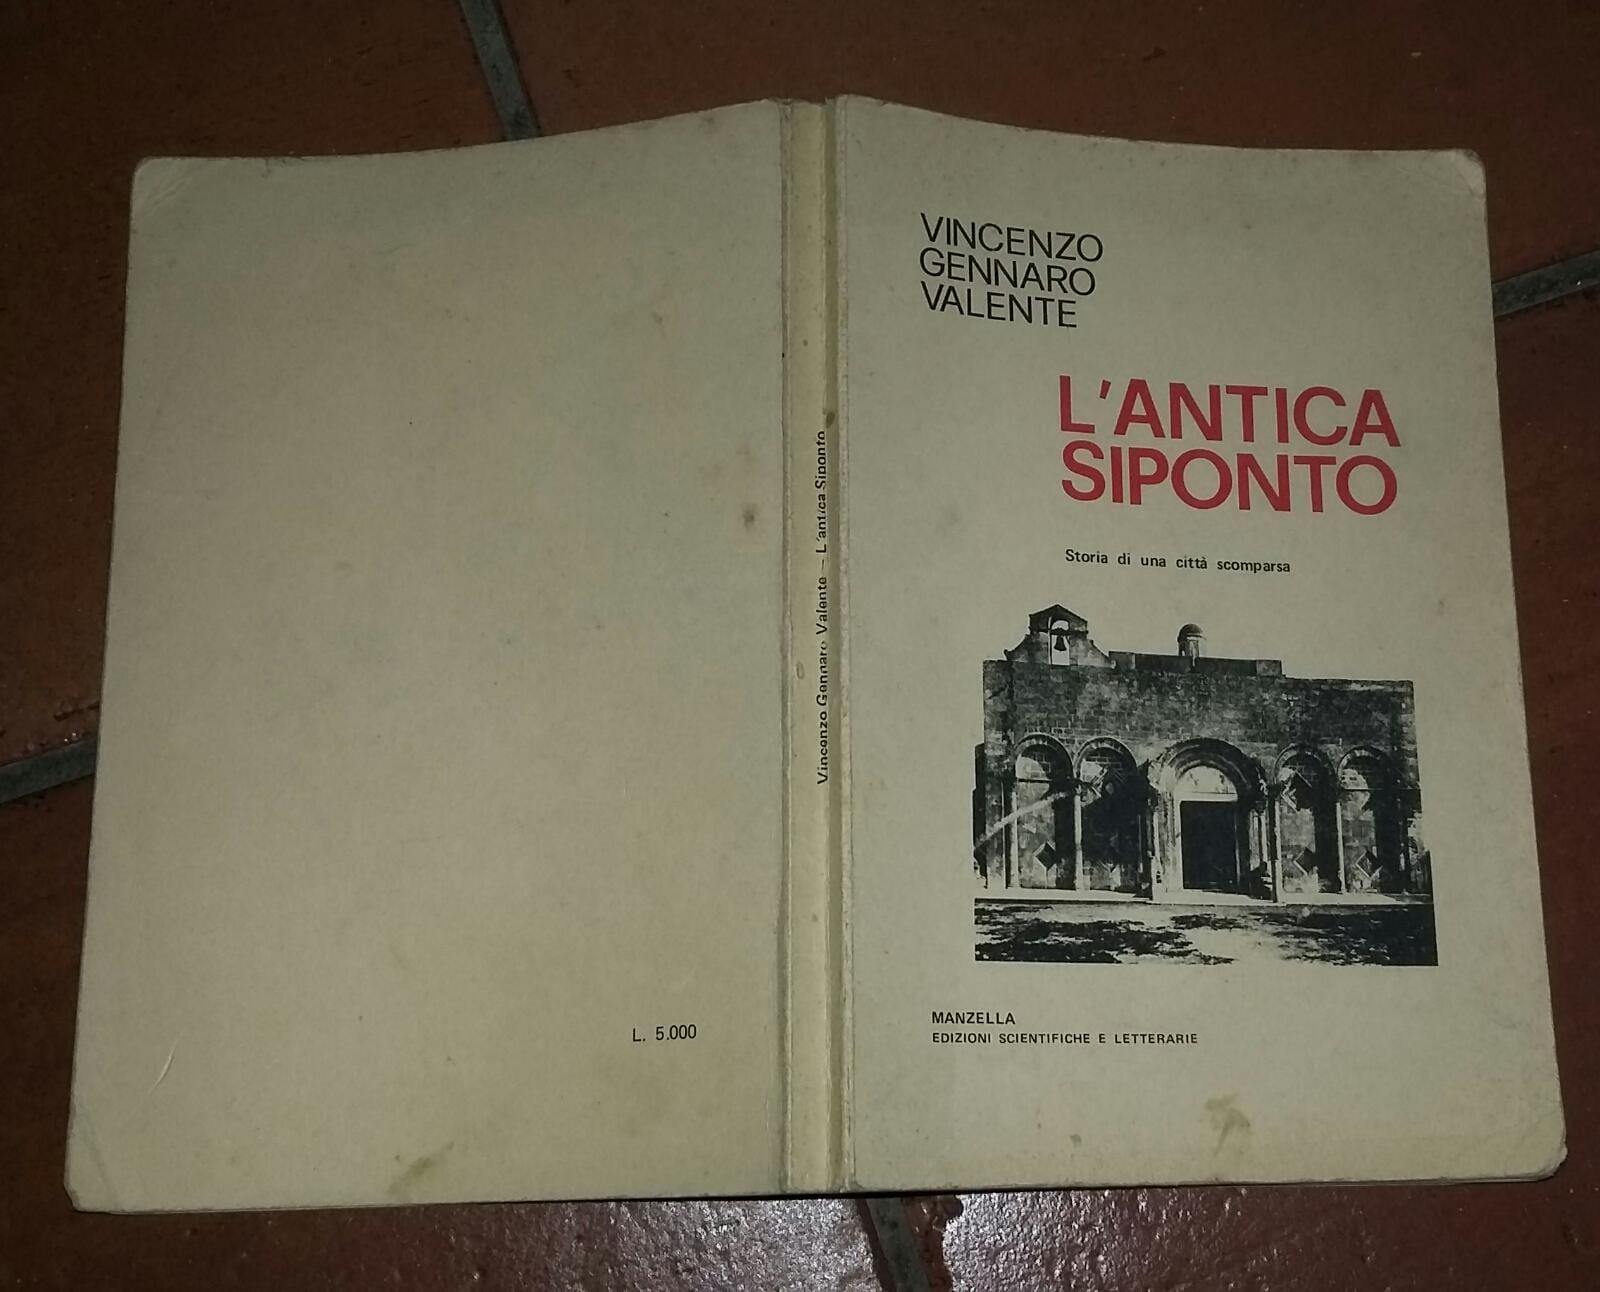 VINCENZO
GENNARO
VALENTE
L'ANTICA
SIPONTO
Storia di una città scomparsa
MANZELLA
EDIZIONI SCIENTIFICHE E LETTERARIE
Vincenzo Gennaro Valente – L'antica Siponto
L. 5.000